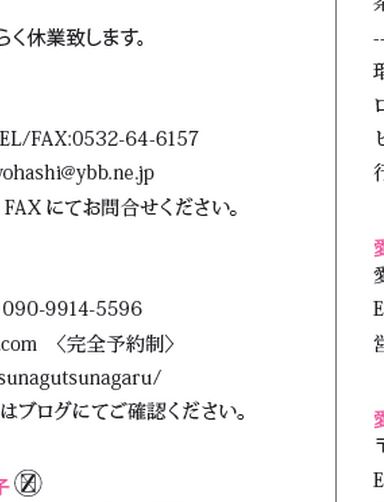 らく休業致します。
EL/FAX:0532-64-6157
yohashi@ybb.ne.jp
FAXにてお問合せください。
090-9914-5596
.com 〈完全予約制〉
sunagutsunagaru/
はブログにてご確認ください。
子
--
ロ
ビ
行
愛
愛
E
営
愛
〒
E